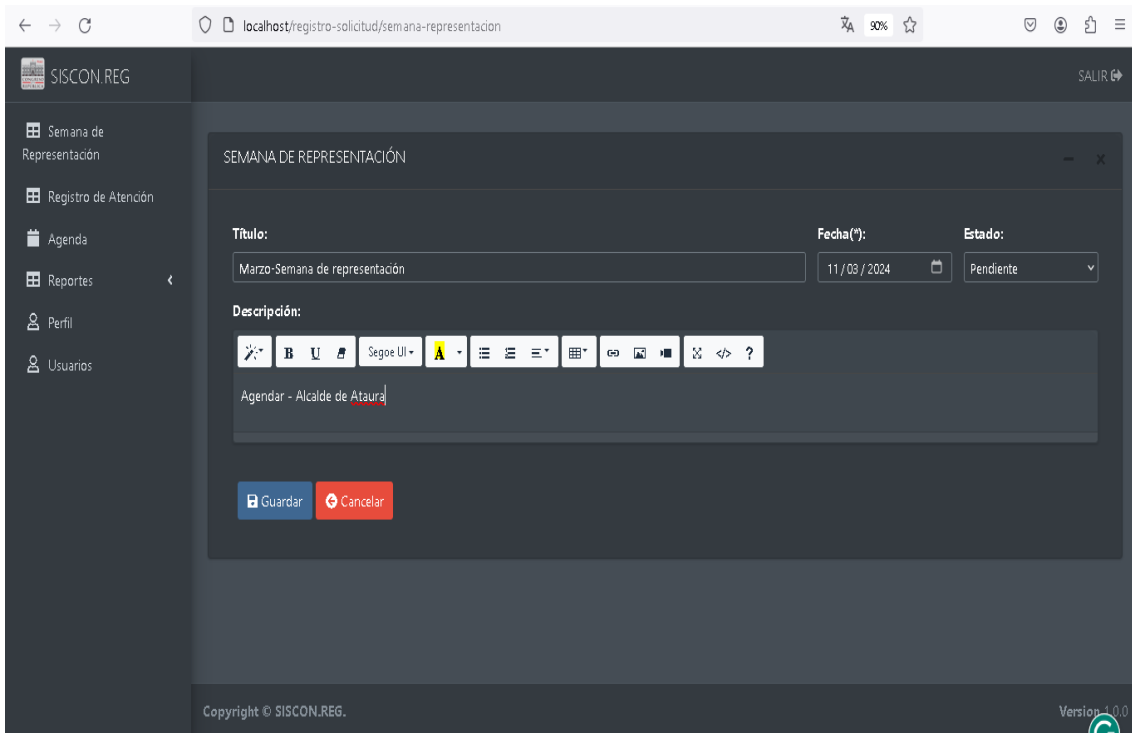 localhost/registro-solicitud/semana-representacion
90%
SISCON.REG
SALIR
Semana de
Representación
Registro de Atención
Agenda
Reportes
Perfil
Usuarios
SEMANA DE REPRESENTACIÓN
Título:
Fecha(*):
Estado:
Marzo-Semana de representación
11/03/2024
Pendiente
Descripción:
B U Segoe UI A </> ?
Agendar - Alcalde de Ataura
Guardar
Cancelar
Copyright © SISCON.REG.
Version 1.0.0